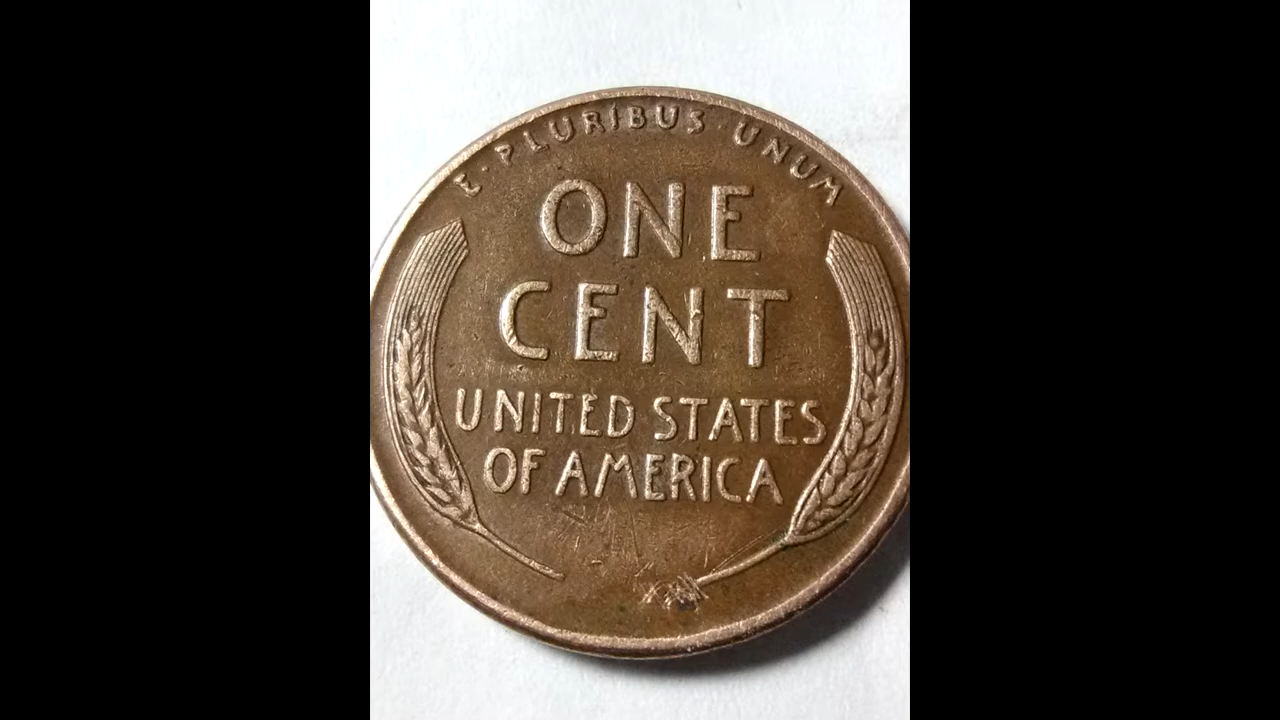 E·PLURIBUS·UNUM
ONE
CENT
UNITED STATES
OF AMERICA